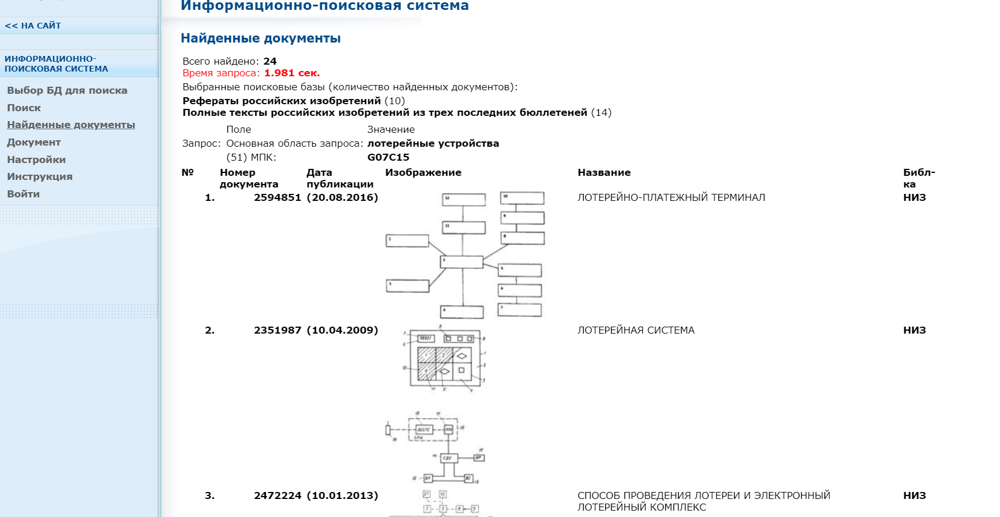 Информационно-поисковая система
<< НА САЙТ
ИНФОРМАЦИОННО-
ПОИСКОВАЯ СИСТЕМА
Выбор БД для поиска
Поиск
Найденные документы
Документ
Настройки
Инструкция
Войти
Найденные документы
Всего найдено: 24
Время запроса: 1.981 сек.
Выбранные поисковые базы (количество найденных документов):
Рефераты российских изобретений (10)
Полные тексты российских изобретений из трех последних бюллетеней (14)
Поле Значение
Запрос: Основная область запроса: лотерейные устройства
(51) МПК: G07C15
№ Номер документа Дата публикации Изображение Название Библ-ка
1. 2594851 (20.08.2016) ЛОТЕРЕЙНО-ПЛАТЕЖНЫЙ ТЕРМИНАЛ НИЗ
2. 2351987 (10.04.2009) ЛОТЕРЕЙНАЯ СИСТЕМА НИЗ
3. 2472224 (10.01.2013) СПОСОБ ПРОВЕДЕНИЯ ЛОТЕРЕИ И ЭЛЕКТРОННЫЙ НИЗ
ЛОТЕРЕЙНЫЙ КОМПЛЕКС